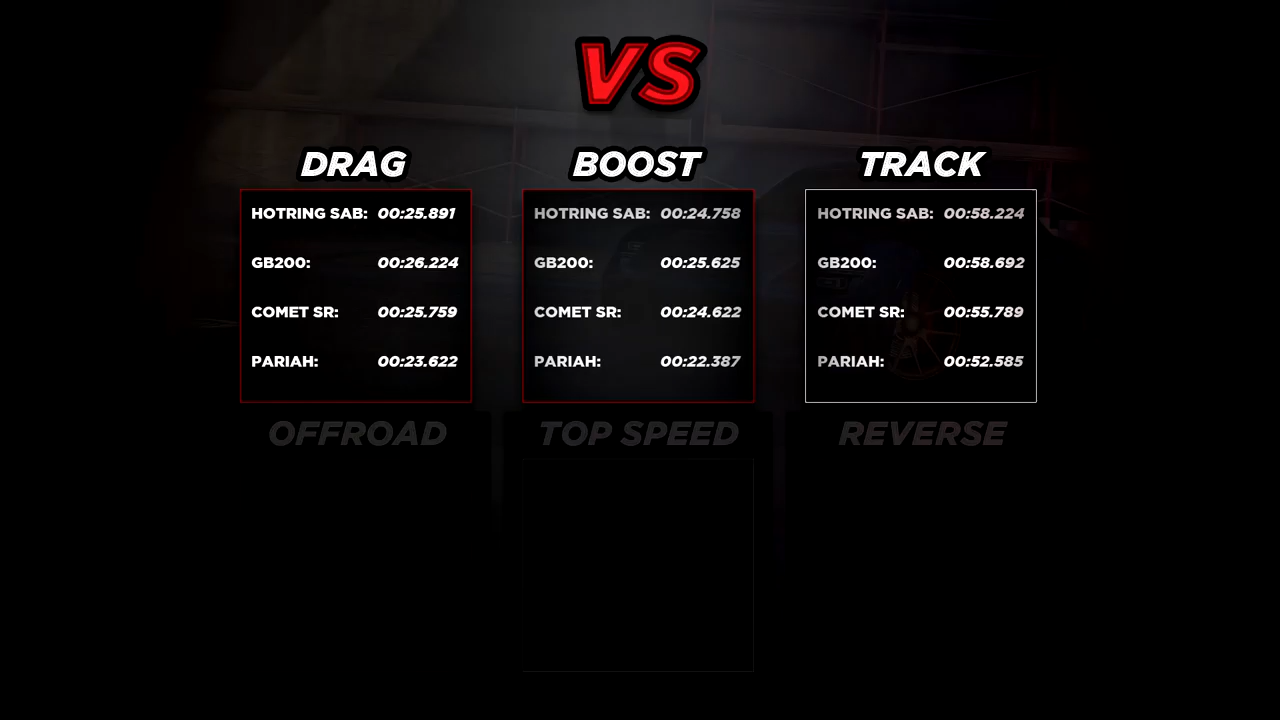 VS
DRAG
HOTRING SAB: 00:25.891
GB200: 00:26.224
COMET SR: 00:25.759
PARIAH: 00:23.622
BOOST
HOTRING SAB: 00:24.758
GB200: 00:25.625
COMET SR: 00:24.622
PARIAH: 00:22.387
TRACK
HOTRING SAB: 00:58.224
GB200: 00:58.692
COMET SR: 00:55.789
PARIAH: 00:52.585
OFFROAD
TOP SPEED
REVERSE